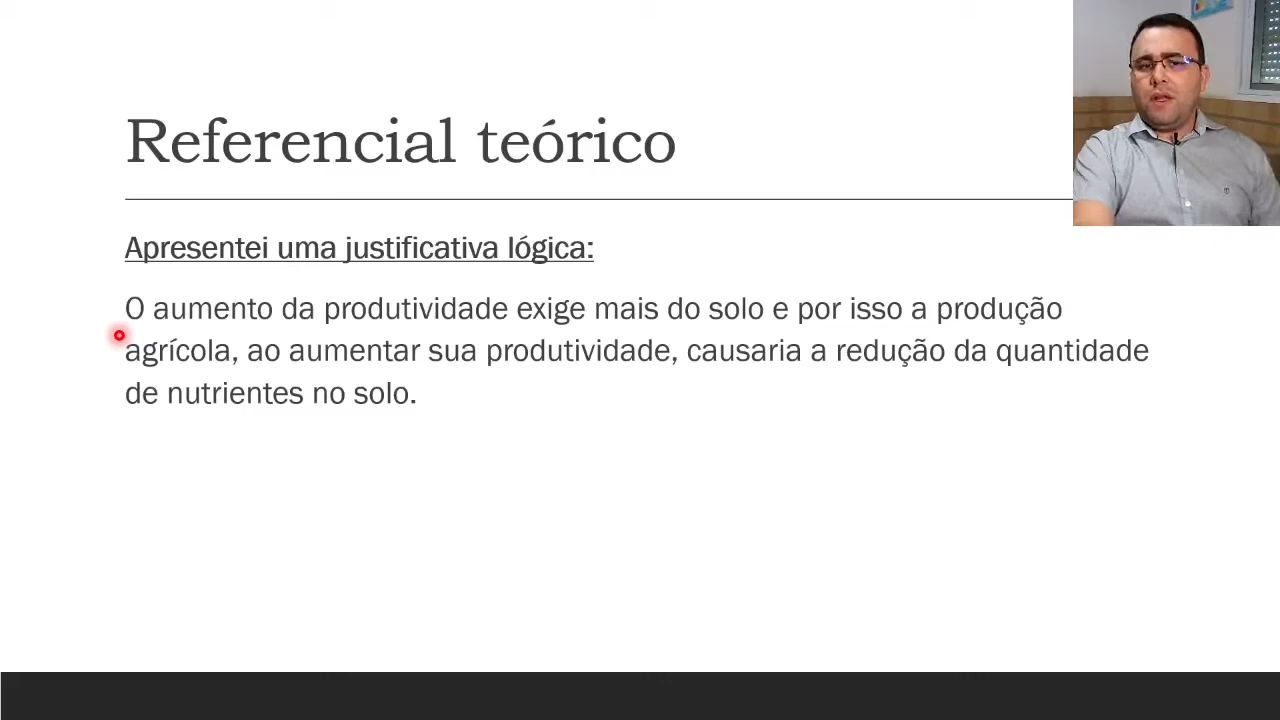 Referencial teórico
Apresentei uma justificativa lógica:
O aumento da produtividade exige mais do solo e por isso a produção
agrícola, ao aumentar sua produtividade, causaria a redução da quantidade
de nutrientes no solo.